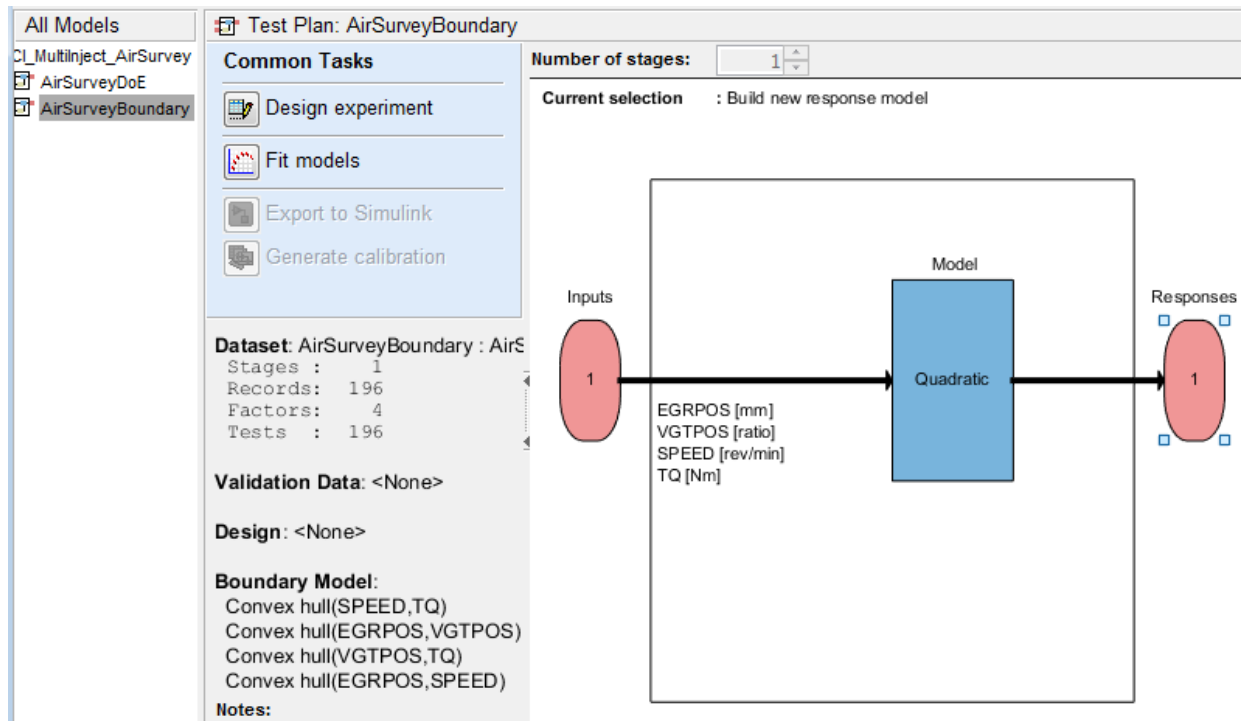 All Models
CI_MultiInject_AirSurvey
AirSurveyDoE
AirSurveyBoundary
Test Plan: AirSurveyBoundary
Common Tasks
Design experiment
Fit models
Export to Simulink
Generate calibration
Dataset: AirSurveyBoundary : AirS
Stages : 1
Records: 196
Factors: 4
Tests : 196
Validation Data: <None>
Design: <None>
Boundary Model:
Convex hull(SPEED,TQ)
Convex hull(EGRPOS,VGTPOS)
Convex hull(VGTPOS,TQ)
Convex hull(EGRPOS,SPEED)
Notes:
Number of stages: 1
Current selection : Build new response model
Inputs
1
EGRPOS [mm]
VGTPOS [ratio]
SPEED [rev/min]
TQ [Nm]
Model
Quadratic
Responses
1